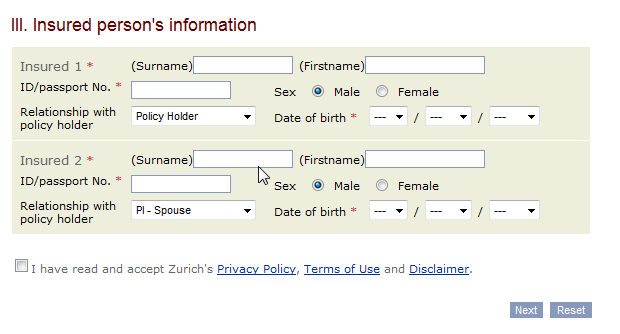 III. Insured person's information
Insured 1 * (Surname) (Firstname)
ID/passport No. * Sex Male Female
Relationship with policy holder Policy Holder Date of birth * --- / --- / ---
Insured 2 * (Surname) (Firstname)
ID/passport No. * Sex Male Female
Relationship with policy holder PI - Spouse Date of birth * --- / --- / ---
I have read and accept Zurich's Privacy Policy, Terms of Use and Disclaimer.
Next Reset